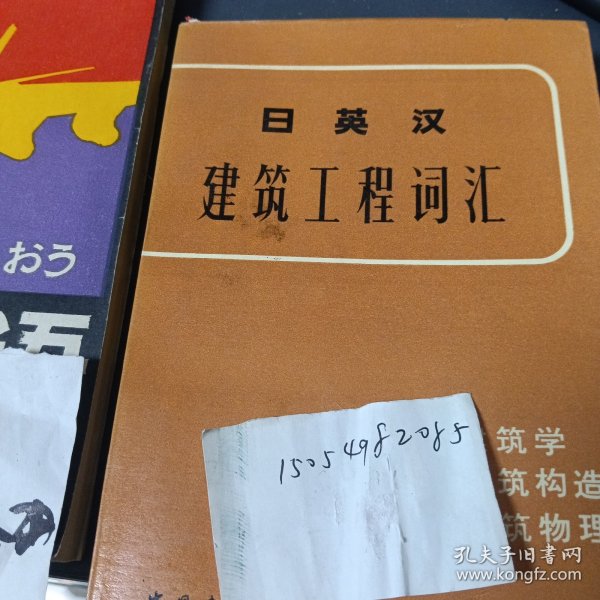 日英汉
建筑工程词汇
おう
15054982085
筑学
筑构造
筑物理
孔夫子旧书网
www.kongfz.com